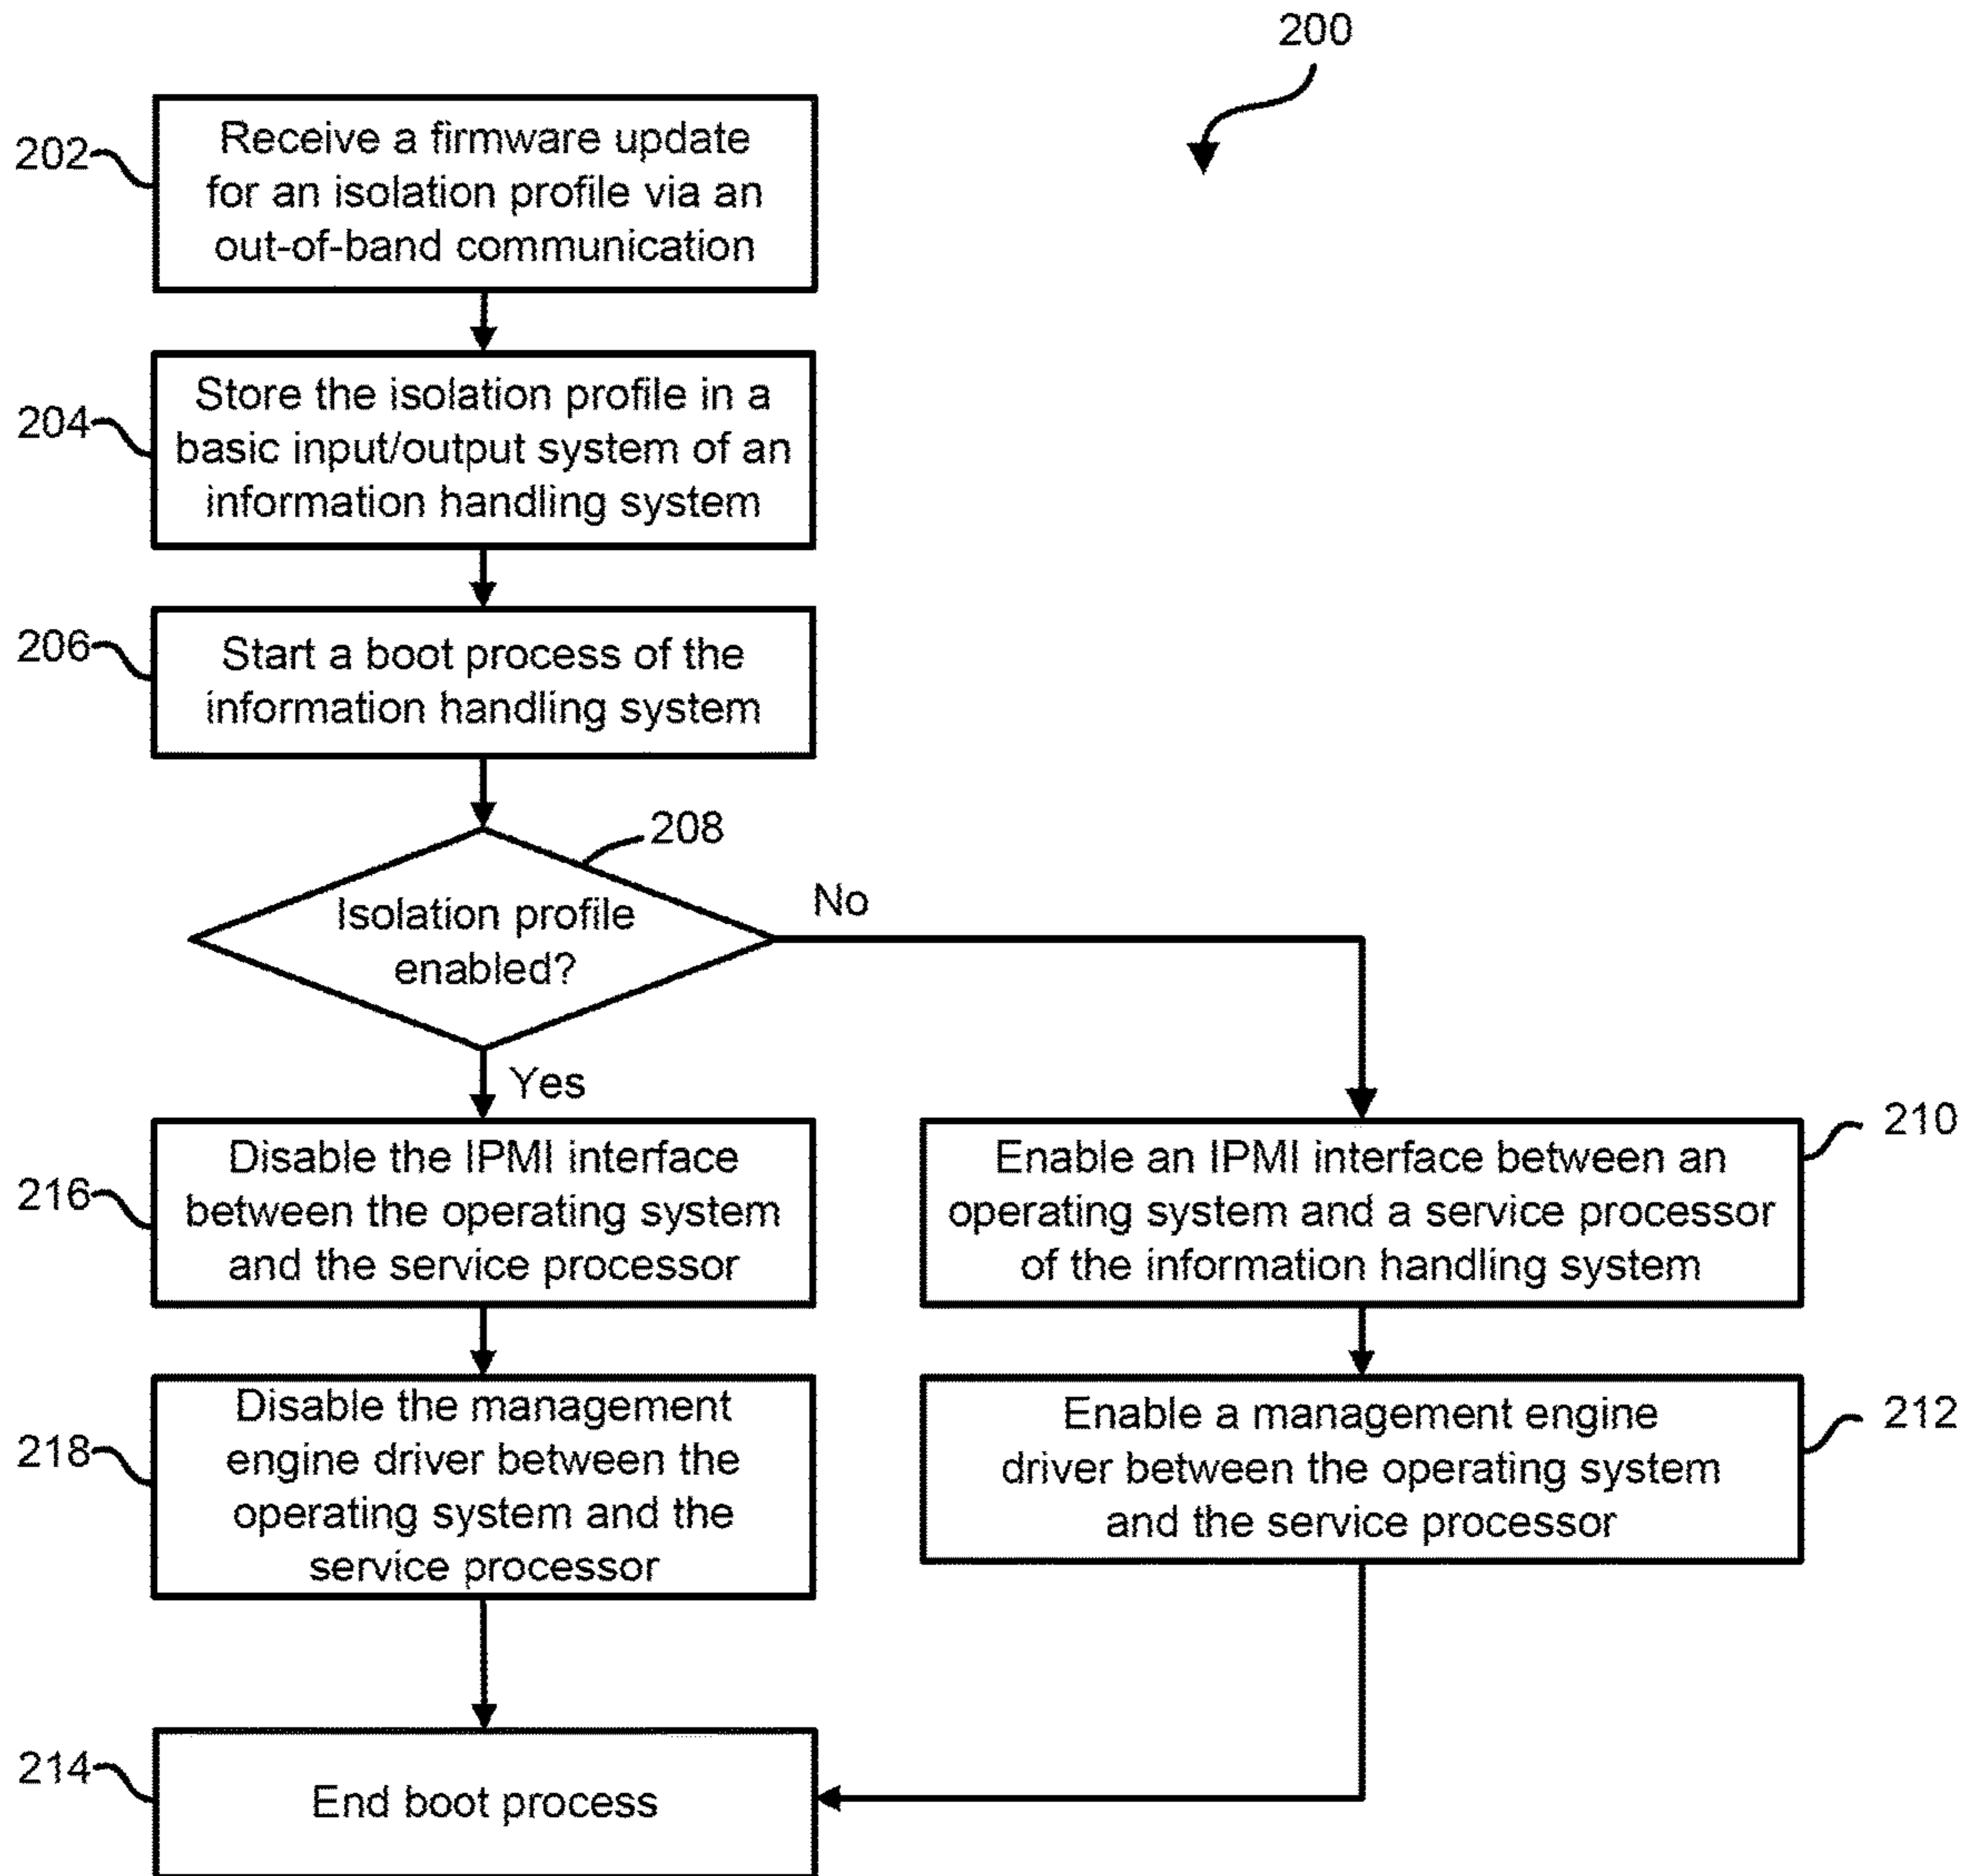 200
202
Receive a firmware update
for an isolation profile via an
out-of-band communication
204
Store the isolation profile in a
basic input/output system of an
information handling system
206
Start a boot process of the
information handling system
208
Isolation profile
enabled?
No
Yes
216
Disable the IPMI interface
between the operating system
and the service processor
210
Enable an IPMI interface between an
operating system and a service processor
of the information handling system
218
Disable the management
engine driver between the
operating system and the
service processor
212
Enable a management engine
driver between the operating system
and the service processor
214
End boot process